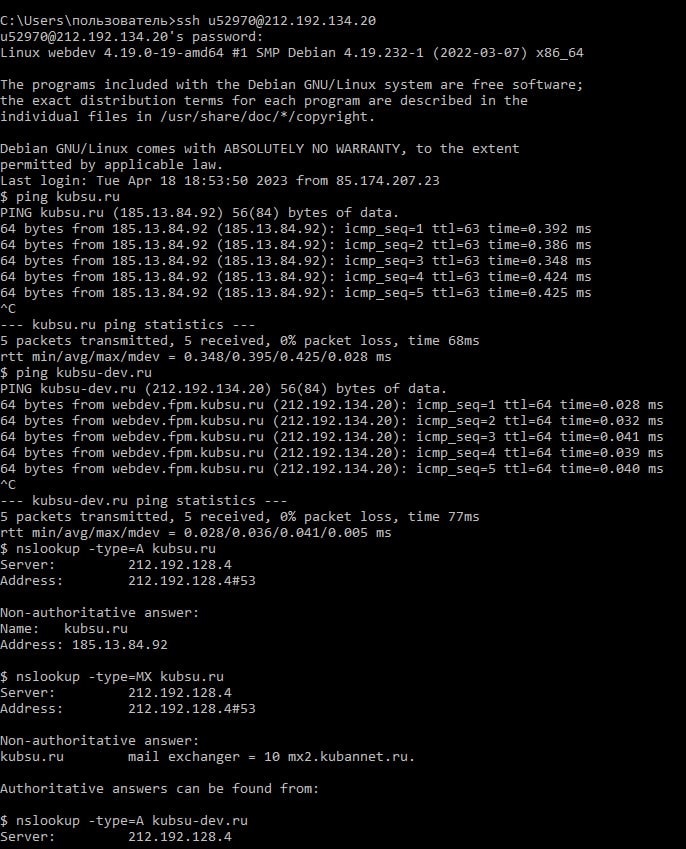 C:\Users\пользователь>ssh u52970@212.192.134.20
u52970@212.192.134.20's password:
Linux webdev 4.19.0-19-amd64 #1 SMP Debian 4.19.232-1 (2022-03-07) x86_64

The programs included with the Debian GNU/Linux system are free software;
the exact distribution terms for each program are described in the
individual files in /usr/share/doc/*/copyright.

Debian GNU/Linux comes with ABSOLUTELY NO WARRANTY, to the extent
permitted by applicable law.
Last login: Tue Apr 18 18:53:50 2023 from 85.174.207.23
$ ping kubsu.ru
PING kubsu.ru (185.13.84.92) 56(84) bytes of data.
64 bytes from 185.13.84.92 (185.13.84.92): icmp_seq=1 ttl=63 time=0.392 ms
64 bytes from 185.13.84.92 (185.13.84.92): icmp_seq=2 ttl=63 time=0.386 ms
64 bytes from 185.13.84.92 (185.13.84.92): icmp_seq=3 ttl=63 time=0.348 ms
64 bytes from 185.13.84.92 (185.13.84.92): icmp_seq=4 ttl=63 time=0.424 ms
64 bytes from 185.13.84.92 (185.13.84.92): icmp_seq=5 ttl=63 time=0.425 ms
^C
--- kubsu.ru ping statistics ---
5 packets transmitted, 5 received, 0% packet loss, time 68ms
rtt min/avg/max/mdev = 0.348/0.395/0.425/0.028 ms
$ ping kubsu-dev.ru
PING kubsu-dev.ru (212.192.134.20) 56(84) bytes of data.
64 bytes from webdev.fpm.kubsu.ru (212.192.134.20): icmp_seq=1 ttl=64 time=0.028 ms
64 bytes from webdev.fpm.kubsu.ru (212.192.134.20): icmp_seq=2 ttl=64 time=0.032 ms
64 bytes from webdev.fpm.kubsu.ru (212.192.134.20): icmp_seq=3 ttl=64 time=0.041 ms
64 bytes from webdev.fpm.kubsu.ru (212.192.134.20): icmp_seq=4 ttl=64 time=0.039 ms
64 bytes from webdev.fpm.kubsu.ru (212.192.134.20): icmp_seq=5 ttl=64 time=0.040 ms
^C
--- kubsu-dev.ru ping statistics ---
5 packets transmitted, 5 received, 0% packet loss, time 77ms
rtt min/avg/max/mdev = 0.028/0.036/0.041/0.005 ms
$ nslookup -type=A kubsu.ru
Server:         212.192.128.4
Address:        212.192.128.4#53

Non-authoritative answer:
Name:   kubsu.ru
Address: 185.13.84.92

$ nslookup -type=MX kubsu.ru
Server:         212.192.128.4
Address:        212.192.128.4#53

Non-authoritative answer:
kubsu.ru        mail exchanger = 10 mx2.kubannet.ru.

Authoritative answers can be found from:

$ nslookup -type=A kubsu-dev.ru
Server:         212.192.128.4